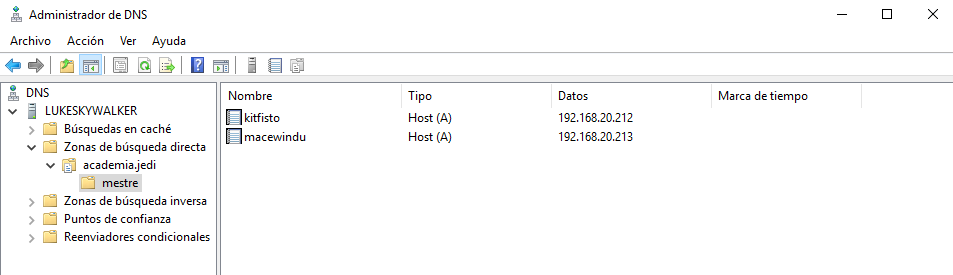 Administrador de DNS
Archivo Acción Ver Ayuda
DNS
LUKESKYWALKER
Búsquedas en caché
Zonas de búsqueda directa
academia.jedi
mestre
Zonas de búsqueda inversa
Puntos de confianza
Reenviadores condicionales
Nombre Tipo Datos Marca de tiempo
kitfisto Host (A) 192.168.20.212
macewindu Host (A) 192.168.20.213